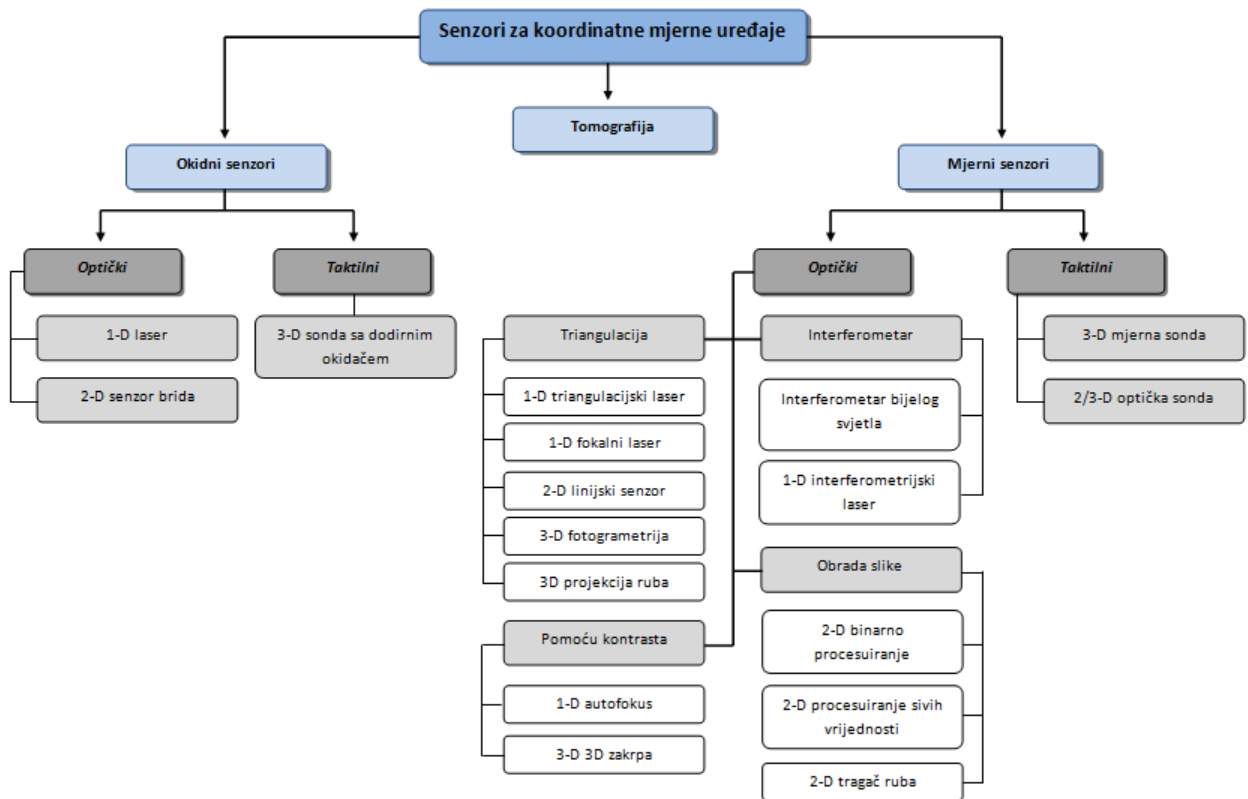 Senzori za koordinatne mjerne uređaje
Tomografija
Okidni senzori
Mjerni senzori
Optički
Taktilni
Optički
Taktilni
1-D laser
2-D senzor brida
3-D sonda sa dodirnim
okidačem
Triangulacija
1-D triangulacijski laser
1-D fokalni laser
2-D linijski senzor
3-D fotogrametrija
3D projekcija ruba
Pomoću kontrasta
1-D autofokus
3-D 3D zakrpa
Interferometar
Interferometar bijelog
svjetla
1-D interferometrijski
laser
Obrada slike
2-D binarno
procesuiranje
2-D procesuiranje sivih
vrijednosti
2-D tragač ruba
3-D mjerna sonda
2/3-D optička sonda